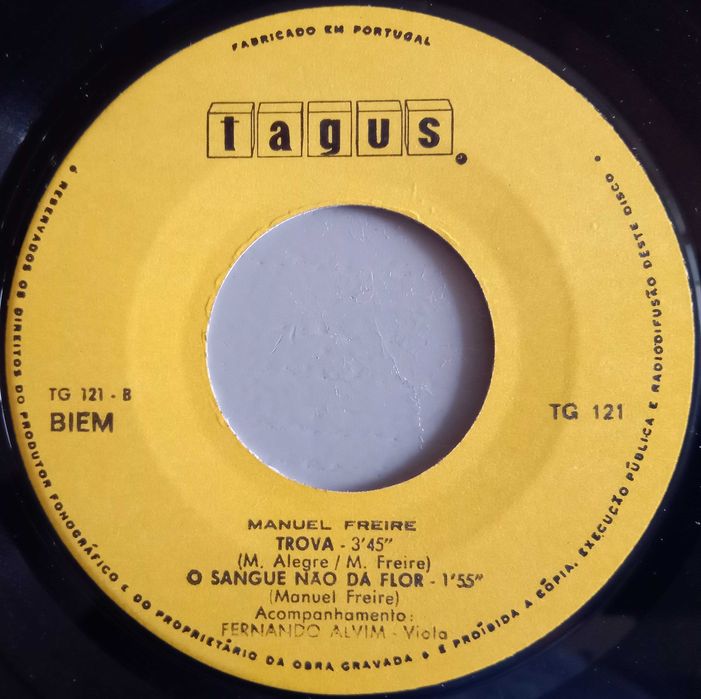 FABRICADO EM PORTUGAL
tagus.
TG 121 - B
BIEM
TG 121
MANUEL FREIRE
TROVA - 3'45"
(M. Alegre / M. Freire)
O SANGUE NÃO DÁ FLOR - 1'55"
(Manuel Freire)
Acompanhamento:
FERNANDO ALVIM - Viola
• RESERVADOS OS DIREITOS DO PRODUTOR FONOGRÁFICO E DO PROPRIETÁRIO DA OBRA GRAVADA • É PROÍBIDA A CÓPIA, EXECUÇÃO PÚBLICA E RADIODIFUSÃO DESTE DISCO •